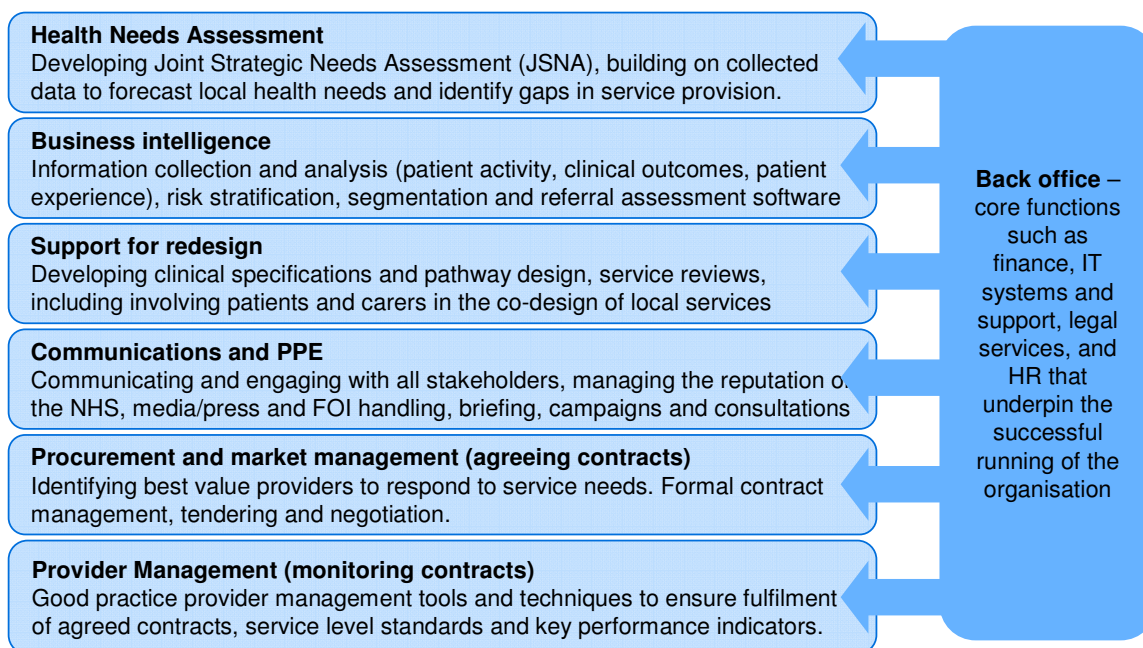 Health Needs Assessment
Developing Joint Strategic Needs Assessment (JSNA), building on collected
data to forecast local health needs and identify gaps in service provision.
Business intelligence
Information collection and analysis (patient activity, clinical outcomes, patient
experience), risk stratification, segmentation and referral assessment software
Support for redesign
Developing clinical specifications and pathway design, service reviews,
including involving patients and carers in the co-design of local services
Communications and PPE
Communicating and engaging with all stakeholders, managing the reputation of
the NHS, media/press and FOI handling, briefing, campaigns and consultations
Procurement and market management (agreeing contracts)
Identifying best value providers to respond to service needs. Formal contract
management, tendering and negotiation.
Provider Management (monitoring contracts)
Good practice provider management tools and techniques to ensure fulfilment
of agreed contracts, service level standards and key performance indicators.
Back office –
core functions
such as
finance, IT
systems and
support, legal
services, and
HR that
underpin the
successful
running of the
organisation